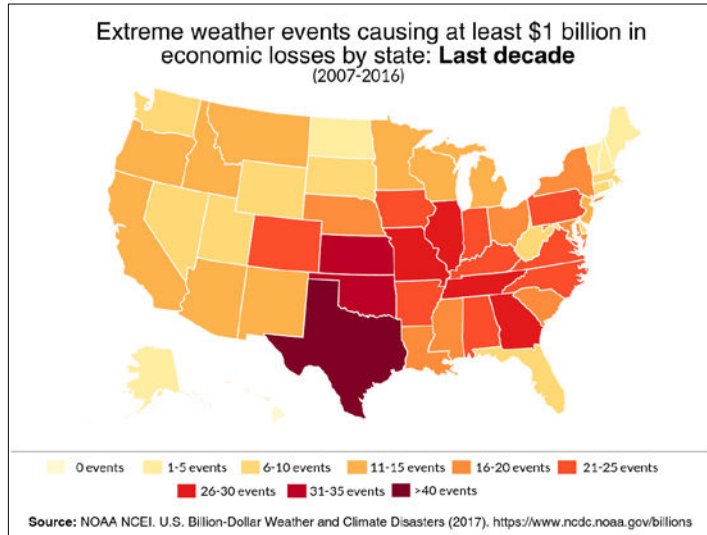 Extreme weather events causing at least $1 billion in
economic losses by state: Last decade
(2007-2016)
0 events 1-5 events 6-10 events 11-15 events 16-20 events 21-25 events
26-30 events 31-35 events >40 events
Source: NOAA NCEI. U.S. Billion-Dollar Weather and Climate Disasters (2017). https://www.ncdc.noaa.gov/billions